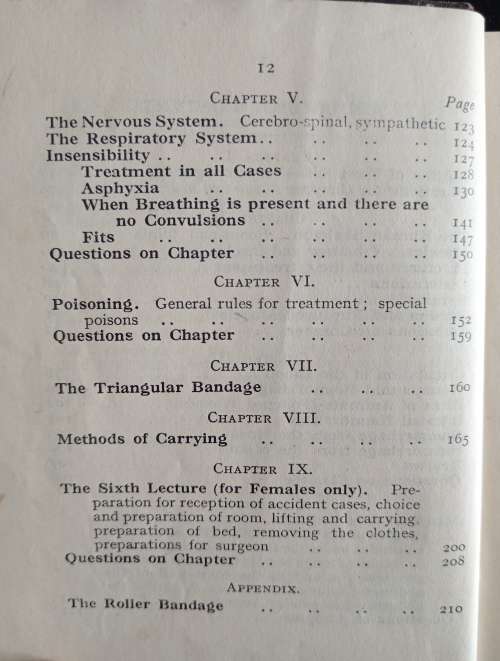 12
CHAPTER V.
Page
The Nervous System. Cerebro-spinal, sympathetic 123
The Respiratory System.. .. .. .. .. 124
Insensibility .. .. .. .. .. .. 127
Treatment in all Cases .. .. .. 128
Asphyxia .. .. .. .. .. 130
When Breathing is present and there are
no Convulsions .. .. .. .. 141
Fits .. .. .. .. .. .. 147
Questions on Chapter .. .. .. .. 150
CHAPTER VI.
Poisoning. General rules for treatment; special
poisons .. .. .. .. .. .. 152
Questions on Chapter .. .. .. .. 159
CHAPTER VII.
The Triangular Bandage .. .. .. 160
CHAPTER VIII.
Methods of Carrying .. .. .. .. 165
CHAPTER IX.
The Sixth Lecture (for Females only). Pre-
paration for reception of accident cases, choice
and preparation of room, lifting and carrying,
preparation of bed, removing the clothes,
preparations for surgeon .. .. .. 200
Questions on Chapter .. .. .. .. 208
APPENDIX.
The Roller Bandage .. .. .. .. 210